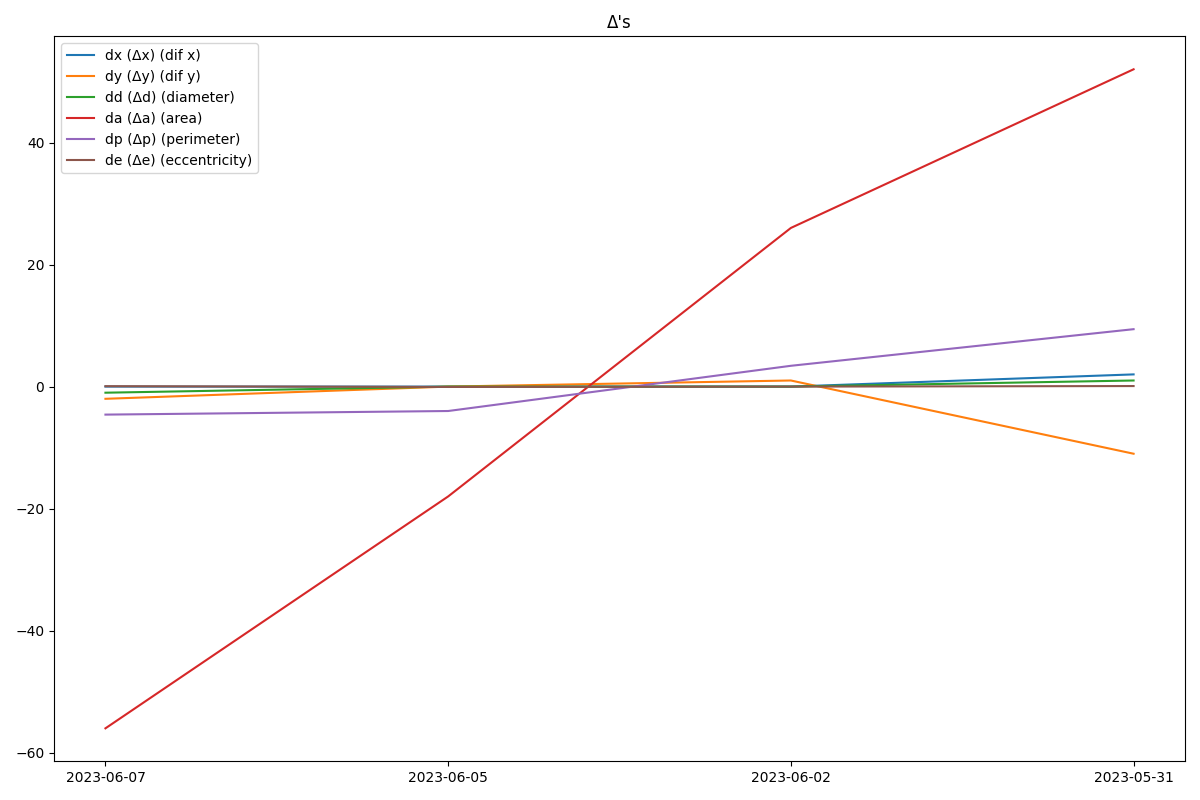 Δ's
dx (Δx) (dif x)
dy (Δy) (dif y)
dd (Δd) (diameter)
da (Δa) (area)
dp (Δp) (perimeter)
de (Δe) (eccentricity)
40
20
0
−20
−40
−60
2023-06-07 2023-06-05 2023-06-02 2023-05-31